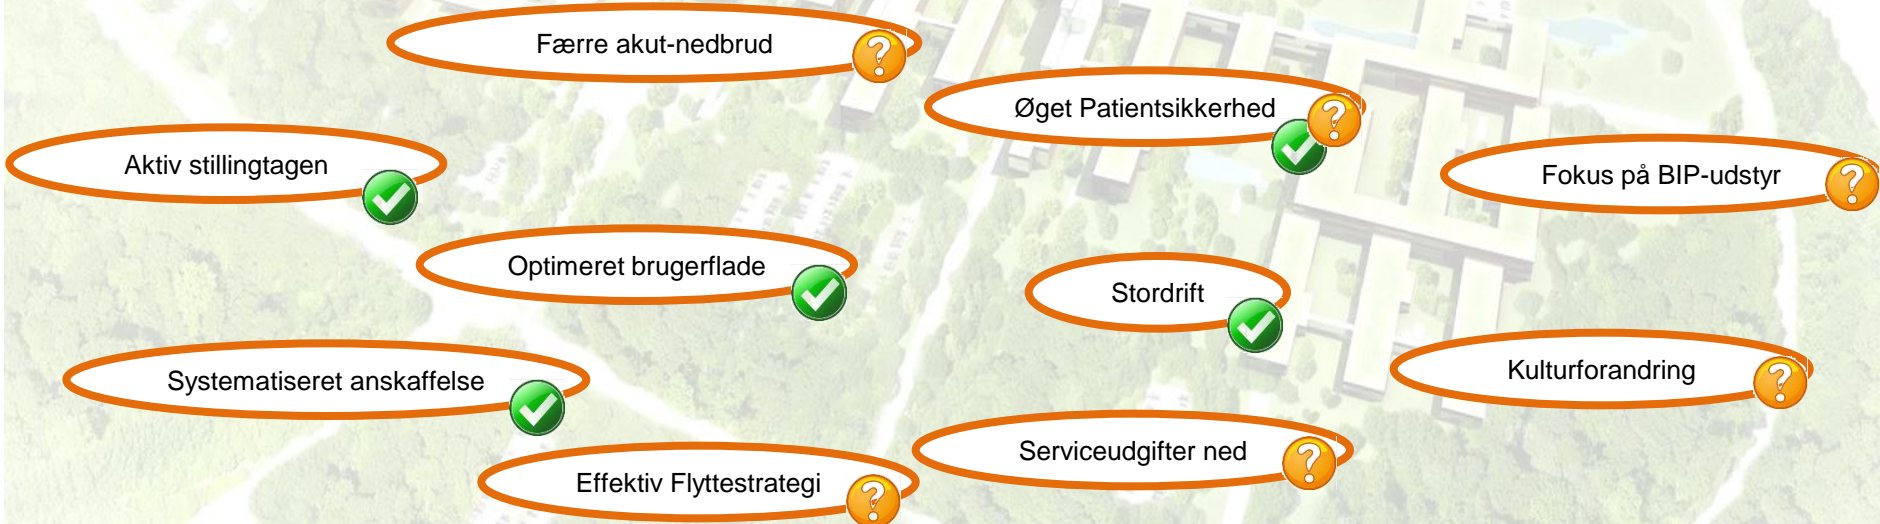 Færre akut-nedbrud
Øget Patientsikkerhed
Aktiv stillingtagen
Fokus på BIP-udstyr
Optimeret brugerflade
Stordrift
Systematiseret anskaffelse
Kulturforandring
Serviceudgifter ned
Effektiv Flyttestrategi